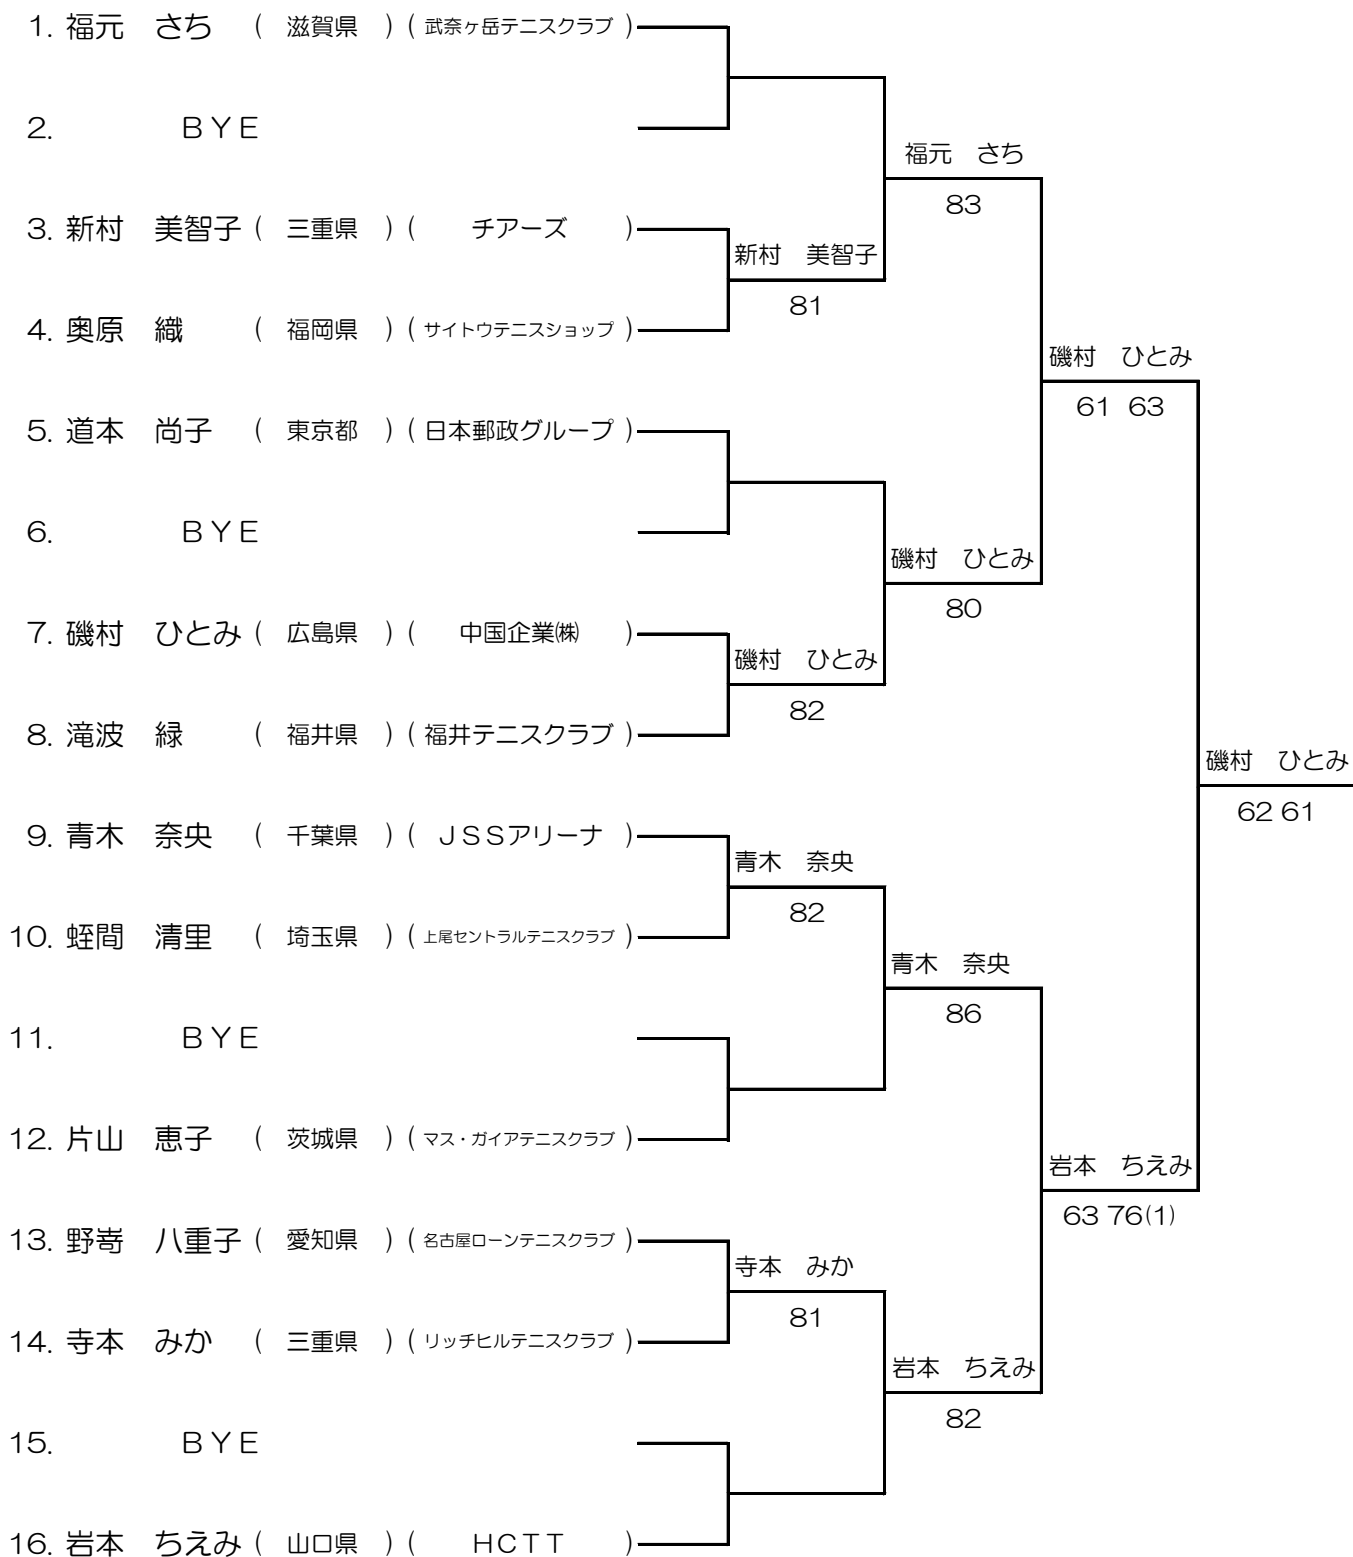 1. 福元　さち ( 滋賀県 ) ( 武奈ヶ岳テニスクラブ )
2. ＢＹＥ
福元　さち
83
3. 新村　美智子 ( 三重県 ) ( チアーズ )
新村　美智子
81
4. 奥原　織 ( 福岡県 ) ( サイトウテニスショップ )
磯村　ひとみ
61 63
5. 道本　尚子 ( 東京都 ) ( 日本郵政グループ )
6. ＢＹＥ
磯村　ひとみ
80
7. 磯村　ひとみ ( 広島県 ) ( 中国企業㈱ )
磯村　ひとみ
82
8. 滝波　緑 ( 福井県 ) ( 福井テニスクラブ )
磯村　ひとみ
62 61
9. 青木　奈央 ( 千葉県 ) ( ＪＳＳアリーナ )
青木　奈央
82
10. 蛭間　清里 ( 埼玉県 ) ( 上尾セントラルテニスクラブ )
青木　奈央
86
11. ＢＹＥ
12. 片山　恵子 ( 茨城県 ) ( マス・ガイアテニスクラブ )
岩本　ちえみ
63 76(1)
13. 野嵜　八重子 ( 愛知県 ) ( 名古屋ローンテニスクラブ )
寺本　みか
81
14. 寺本　みか ( 三重県 ) ( リッチヒルテニスクラブ )
岩本　ちえみ
82
15. ＢＹＥ
16. 岩本　ちえみ ( 山口県 ) ( ＨＣＴＴ )